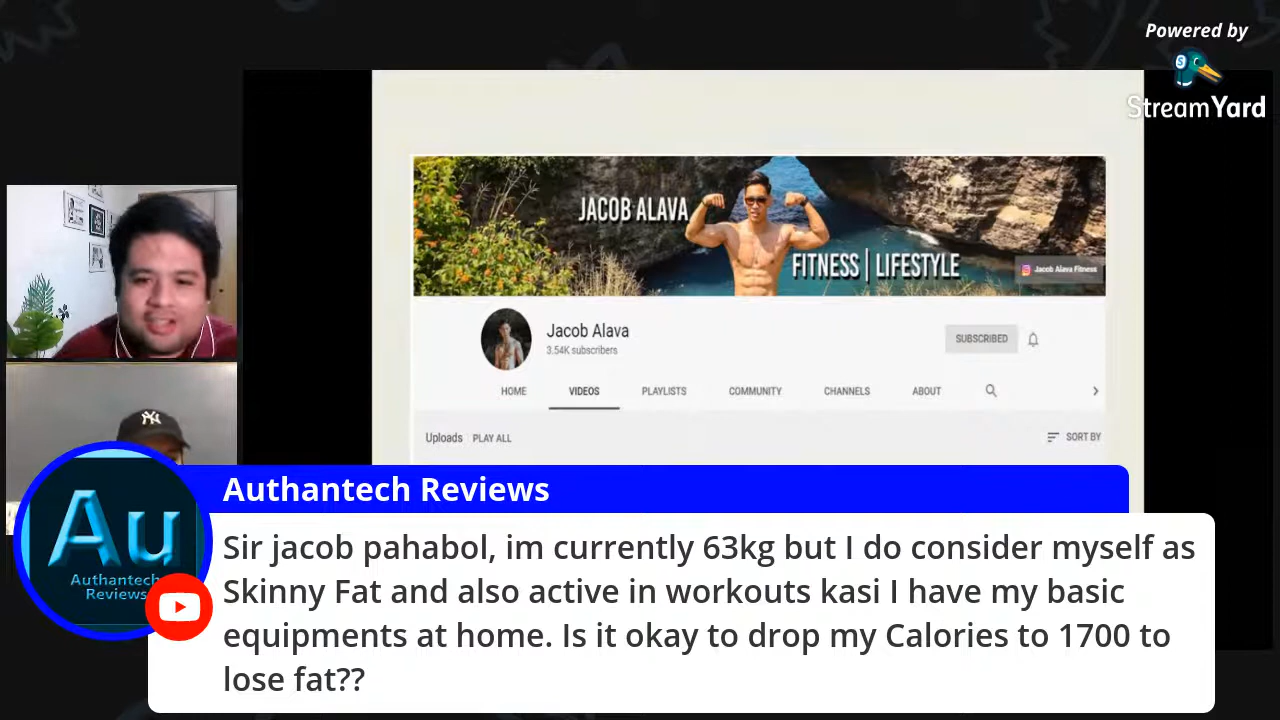 Powered by
StreamYard
JACOB ALAVA
FITNESS | LIFESTYLE
Jacob Alava Fitness
Jacob Alava
3.54K subscribers
SUBSCRIBED
HOME VIDEOS PLAYLISTS COMMUNITY CHANNELS ABOUT
Uploads PLAY ALL
SORT BY
NY
Au
Authantech
Reviews
Authantech Reviews
Sir jacob pahabol, im currently 63kg but I do consider myself as
Skinny Fat and also active in workouts kasi I have my basic
equipments at home. Is it okay to drop my Calories to 1700 to
lose fat??